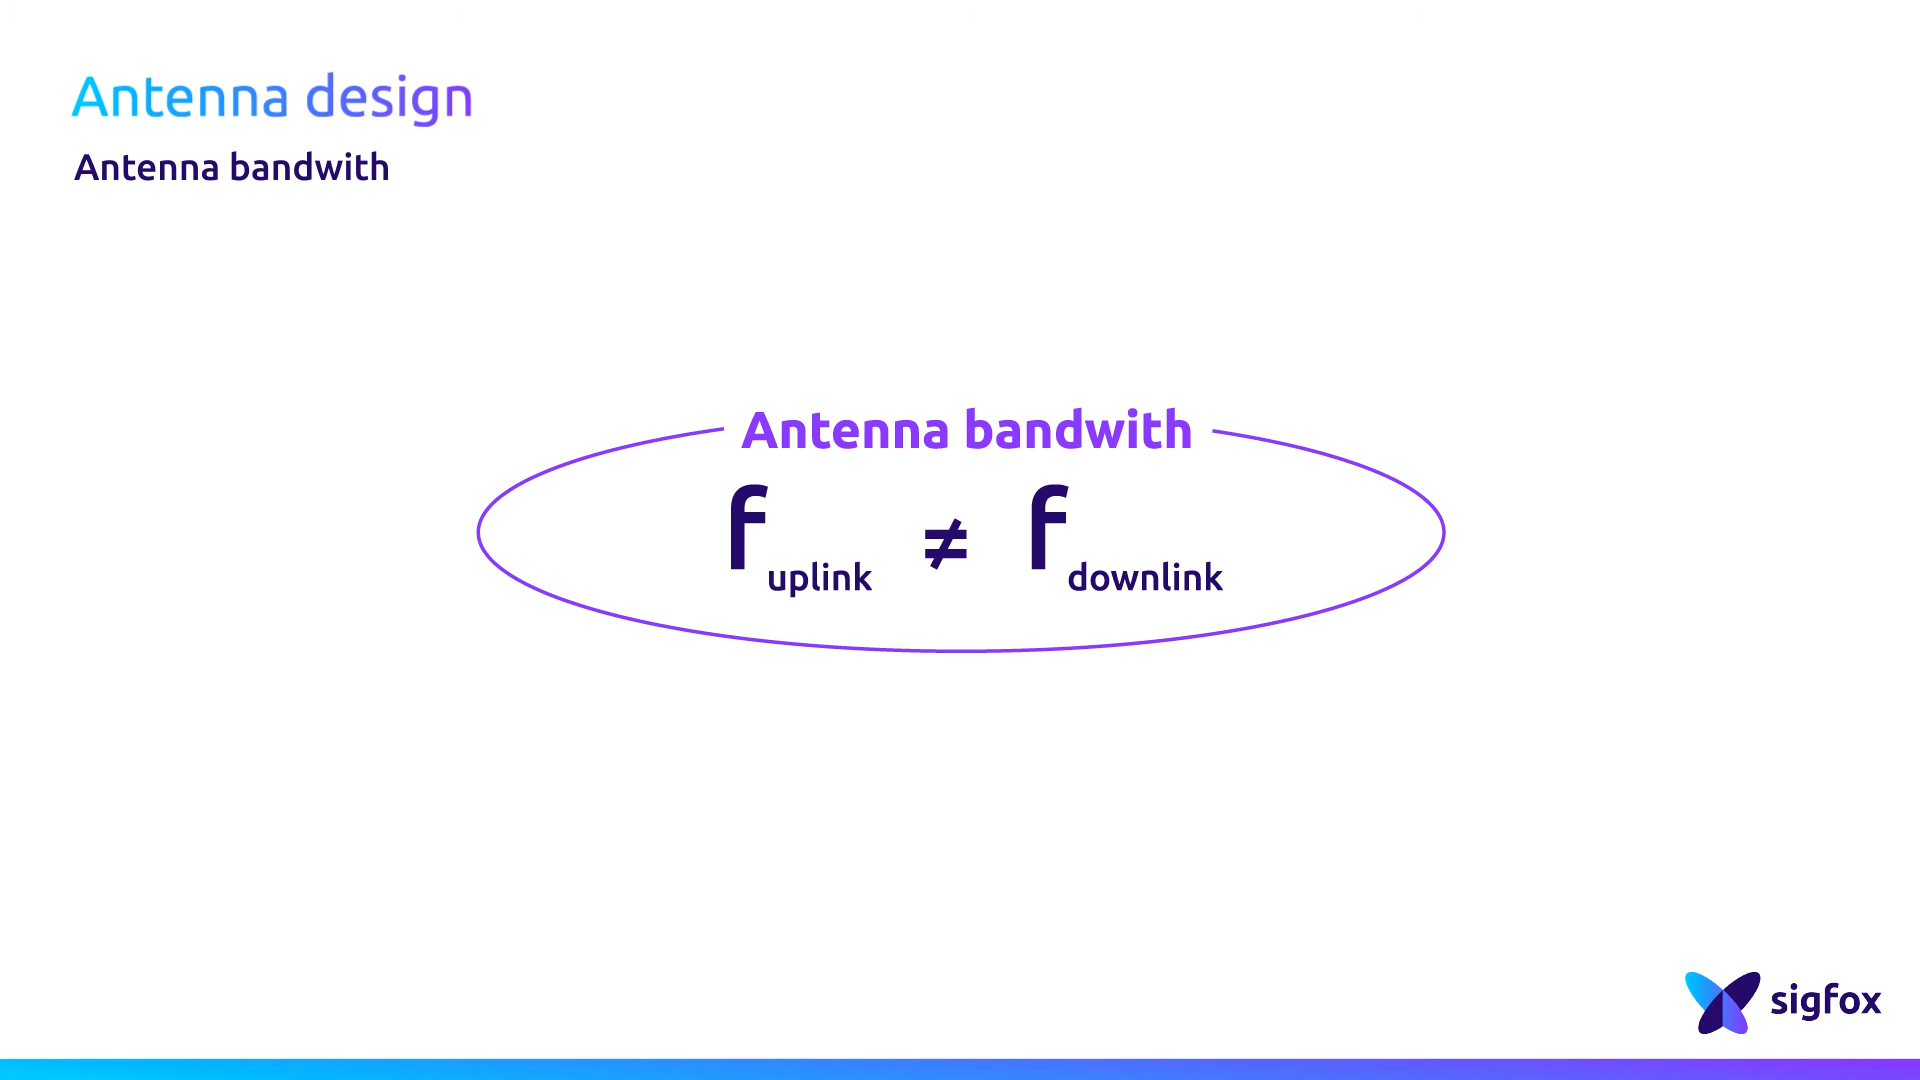 Antenna design
Antenna bandwith
Antenna bandwith
f uplink ≠ f downlink
sigfox